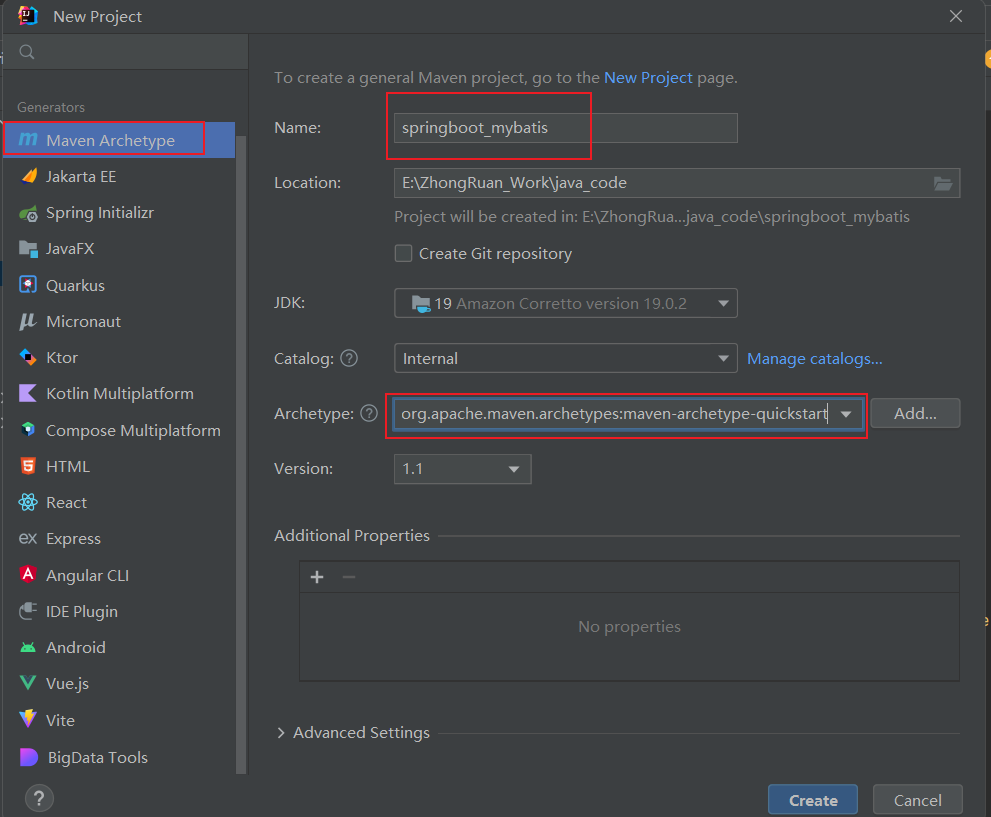 New Project
Generators
Maven Archetype
Jakarta EE
Spring Initializr
JavaFX
Quarkus
Micronaut
Ktor
Kotlin Multiplatform
Compose Multiplatform
HTML
React
ex Express
Angular CLI
IDE Plugin
Android
Vue.js
Vite
BigData Tools
?
To create a general Maven project, go to the New Project page.
Name: springboot_mybatis
Location: E:\ZhongRuan_Work\java_code
Project will be created in: E:\ZhongRua...java_code\springboot_mybatis
Create Git repository
JDK: 19 Amazon Corretto version 19.0.2
Catalog: ? Internal Manage catalogs...
Archetype: ? org.apache.maven.archetypes:maven-archetype-quickstart Add...
Version: 1.1
Additional Properties
+ −
No properties
Advanced Settings
Create Cancel